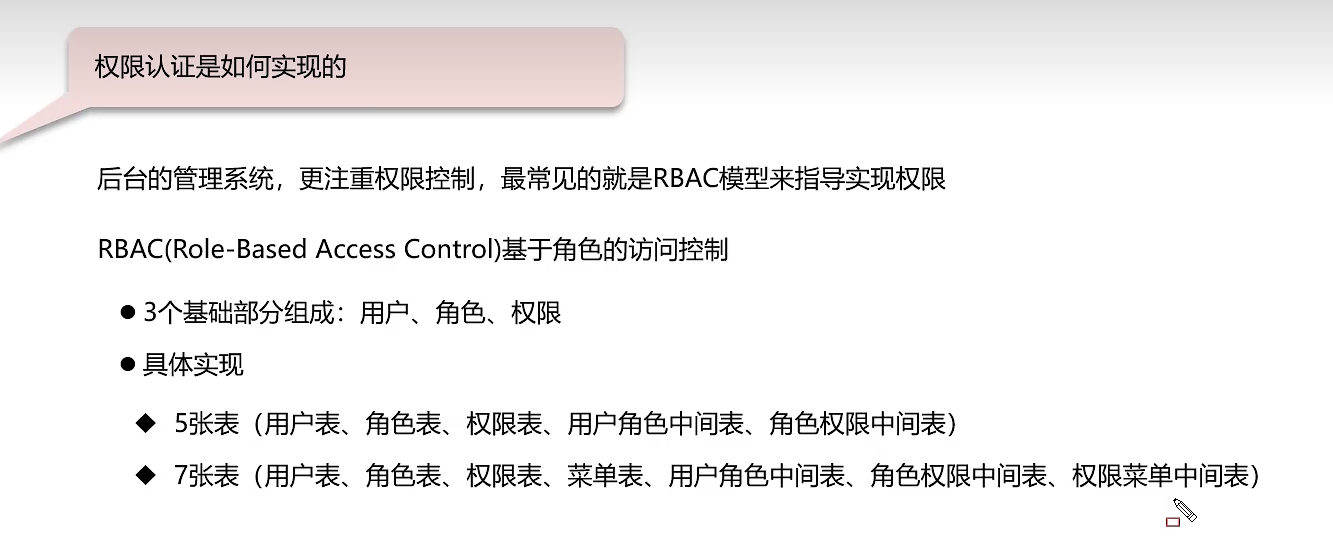 权限认证是如何实现的
后台的管理系统，更注重权限控制，最常见的就是RBAC模型来指导实现权限
RBAC(Role-Based Access Control)基于角色的访问控制
● 3个基础部分组成：用户、角色、权限
● 具体实现
◆ 5张表（用户表、角色表、权限表、用户角色中间表、角色权限中间表）
◆ 7张表（用户表、角色表、权限表、菜单表、用户角色中间表、角色权限中间表、权限菜单中间表）